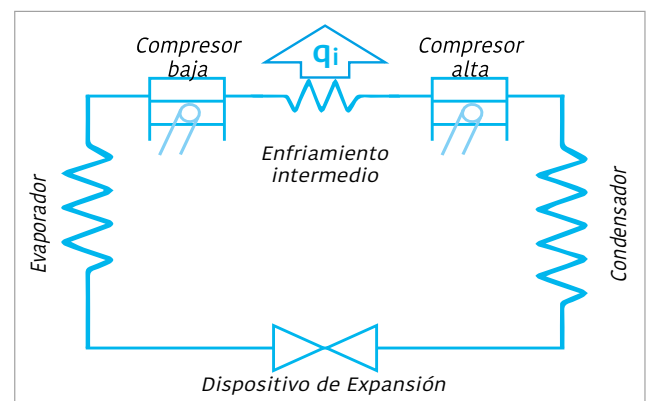 Compresor
baja
qi
Compresor
alta
Enfriamiento
intermedio
Evaporador
Condensador
Dispositivo de Expansión